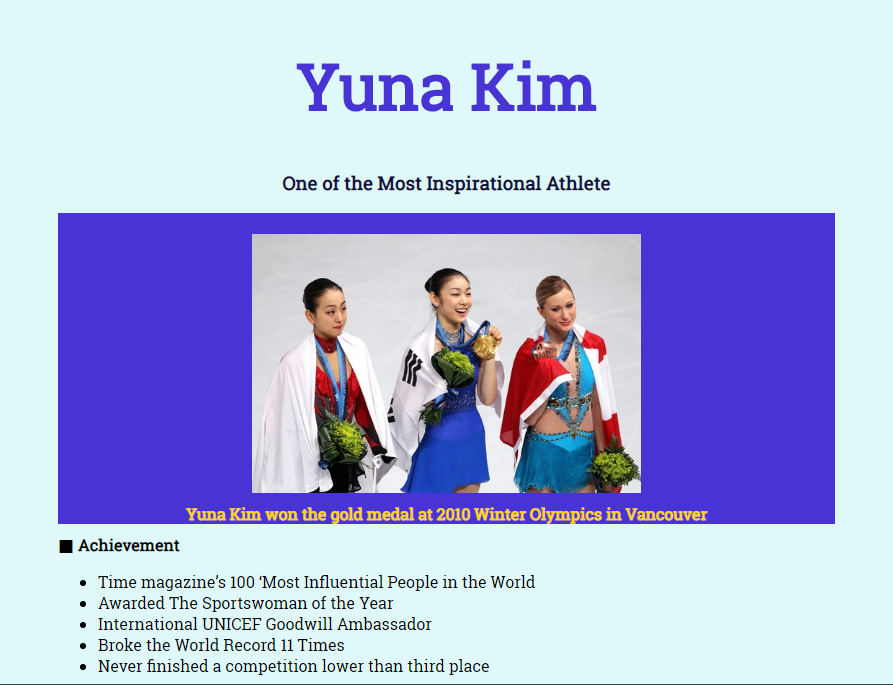 Yuna Kim
One of the Most Inspirational Athlete
Yuna Kim won the gold medal at 2010 Winter Olympics in Vancouver
■ Achievement
• Time magazine’s 100 ‘Most Influential People in the World
• Awarded The Sportswoman of the Year
• International UNICEF Goodwill Ambassador
• Broke the World Record 11 Times
• Never finished a competition lower than third place